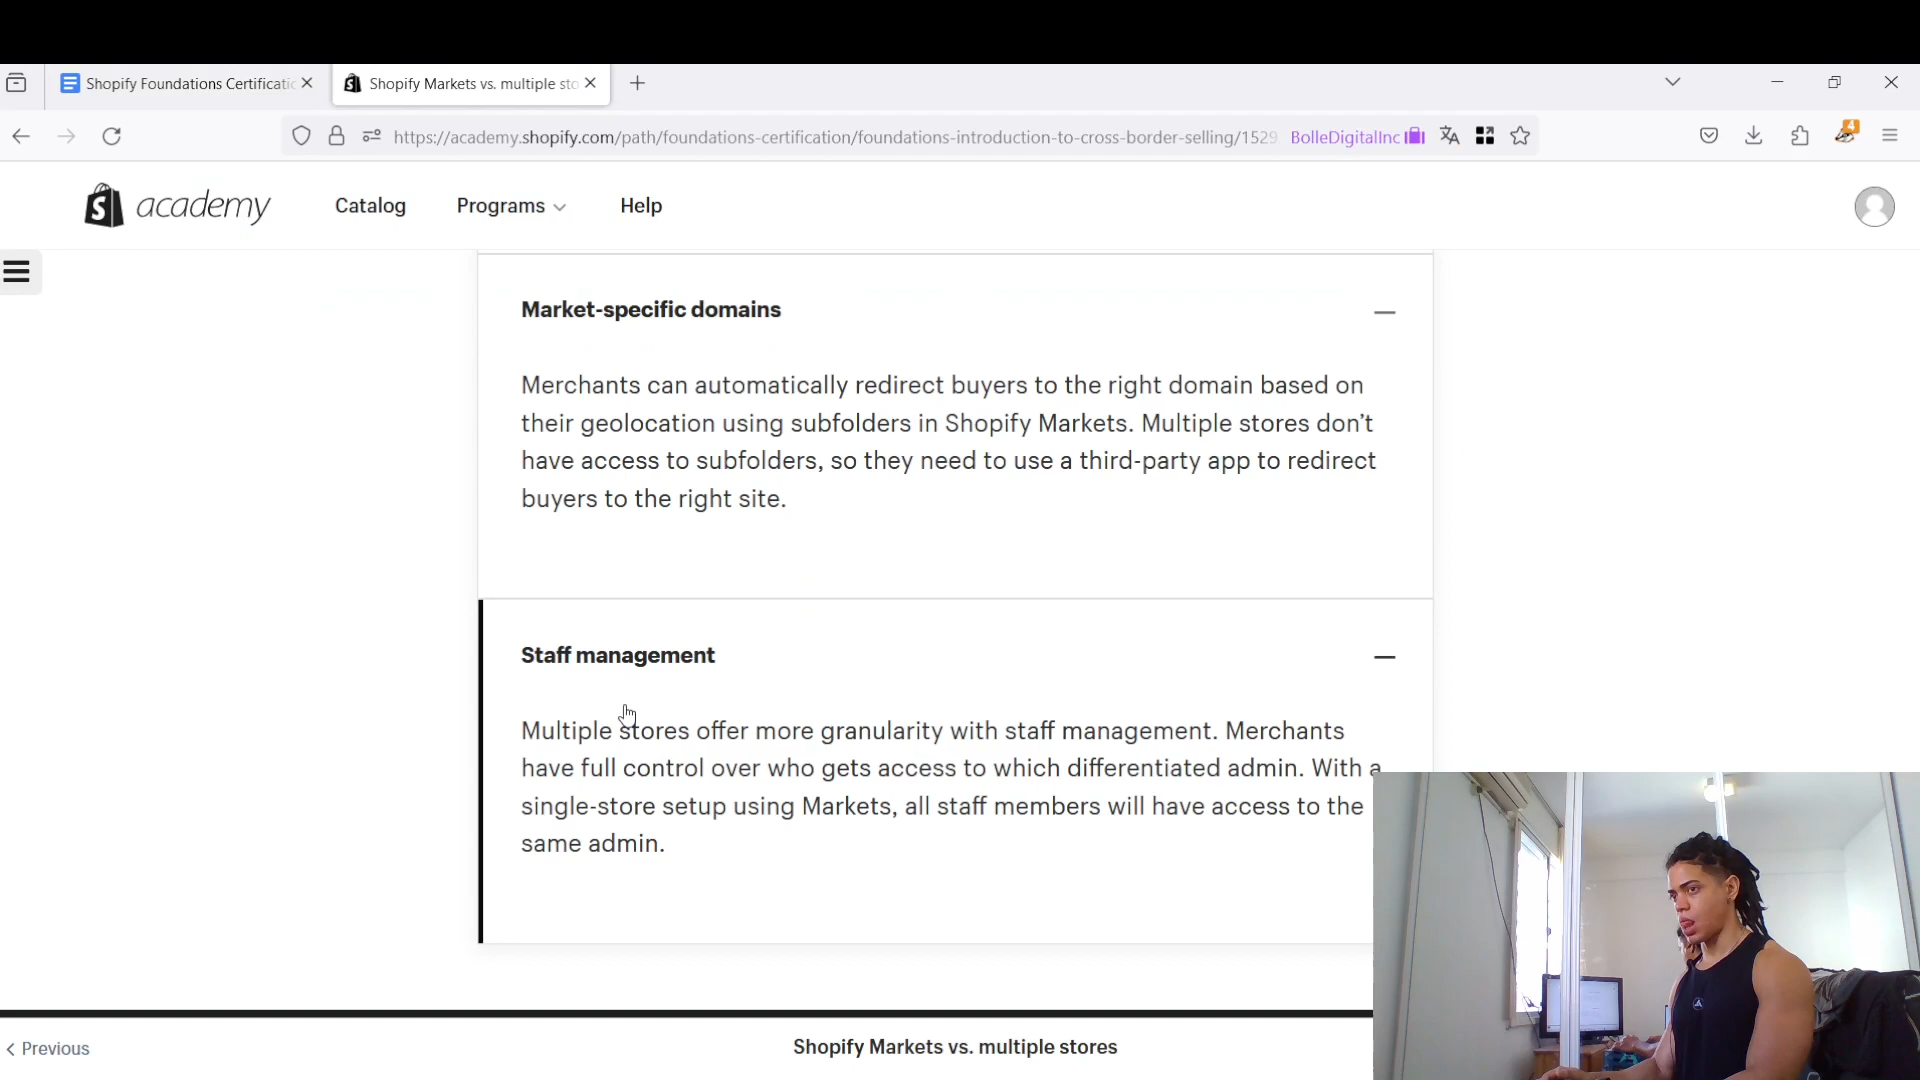 Shopify Foundations Certificatic
Shopify Markets vs. multiple sto
https://academy.shopify.com/path/foundations-certification/foundations-introduction-to-cross-border-selling/1529
BolleDigitalInc
4
academy
Catalog
Programs
Help
Market-specific domains
Merchants can automatically redirect buyers to the right domain based on
their geolocation using subfolders in Shopify Markets. Multiple stores don’t
have access to subfolders, so they need to use a third-party app to redirect
buyers to the right site.
Staff management
Multiple stores offer more granularity with staff management. Merchants
have full control over who gets access to which differentiated admin. With a
single-store setup using Markets, all staff members will have access to the
same admin.
Previous
Shopify Markets vs. multiple stores